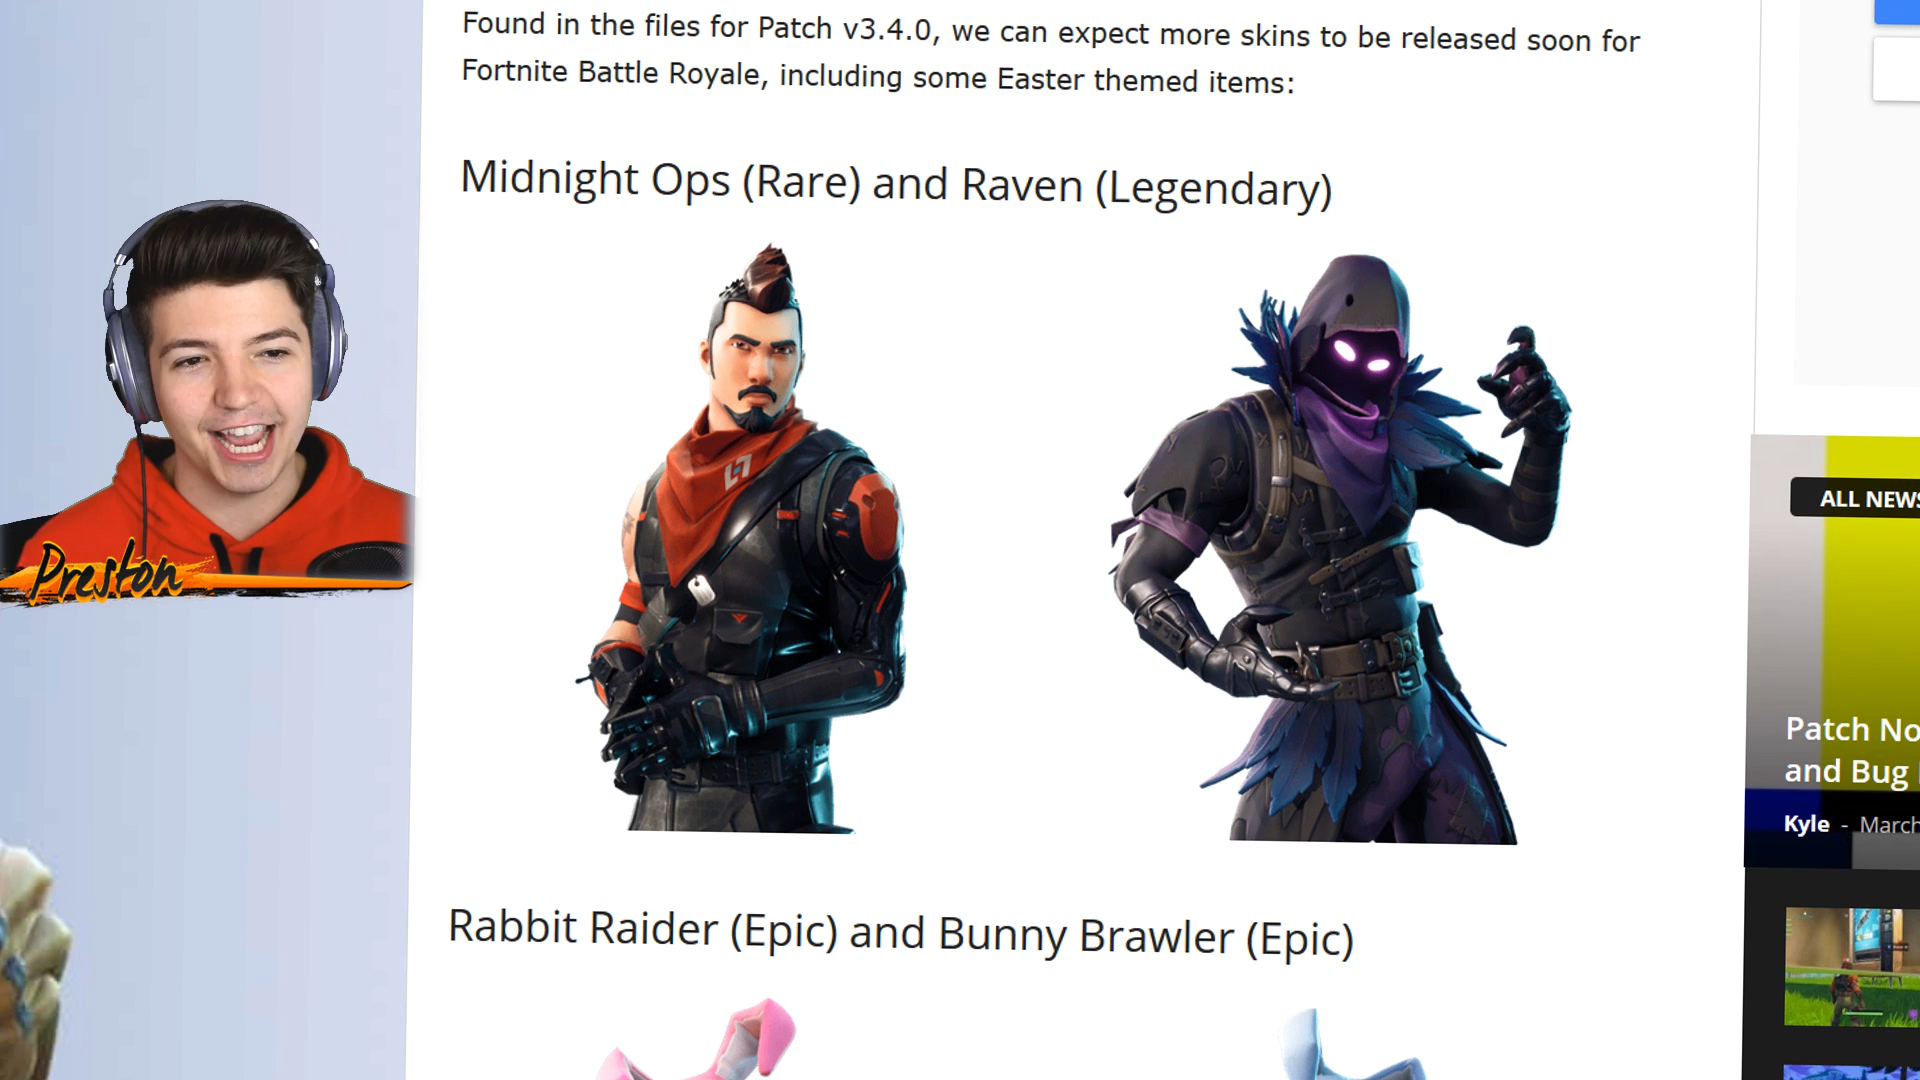 Found in the files for Patch v3.4.0, we can expect more skins to be released soon for
Fortnite Battle Royale, including some Easter themed items:
Midnight Ops (Rare) and Raven (Legendary)
Preston
Rabbit Raider (Epic) and Bunny Brawler (Epic)
ALL NEWS
Patch No
and Bug
Kyle - March